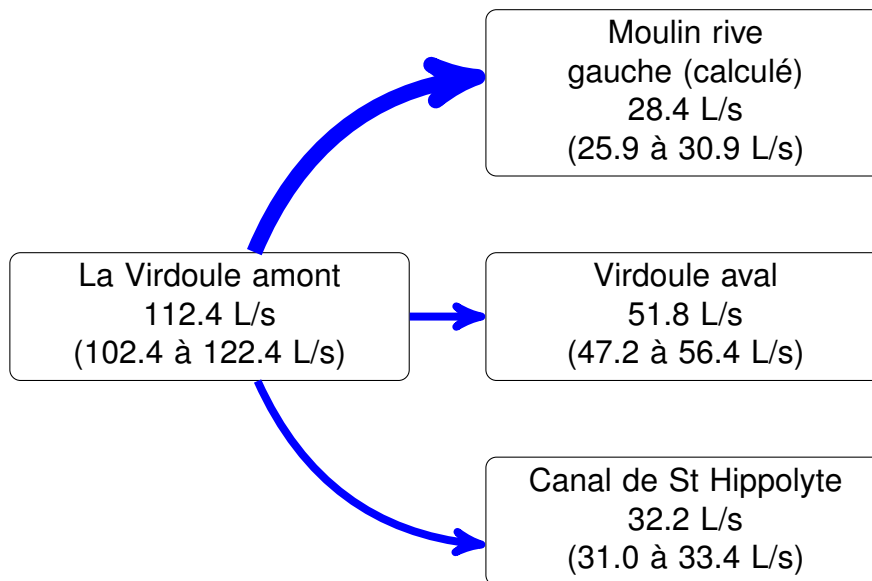 Moulin rive
gauche (calculé)
28.4 L/s
(25.9 à 30.9 L/s)
La Virdoule amont
112.4 L/s
(102.4 à 122.4 L/s)
Virdoule aval
51.8 L/s
(47.2 à 56.4 L/s)
Canal de St Hippolyte
32.2 L/s
(31.0 à 33.4 L/s)